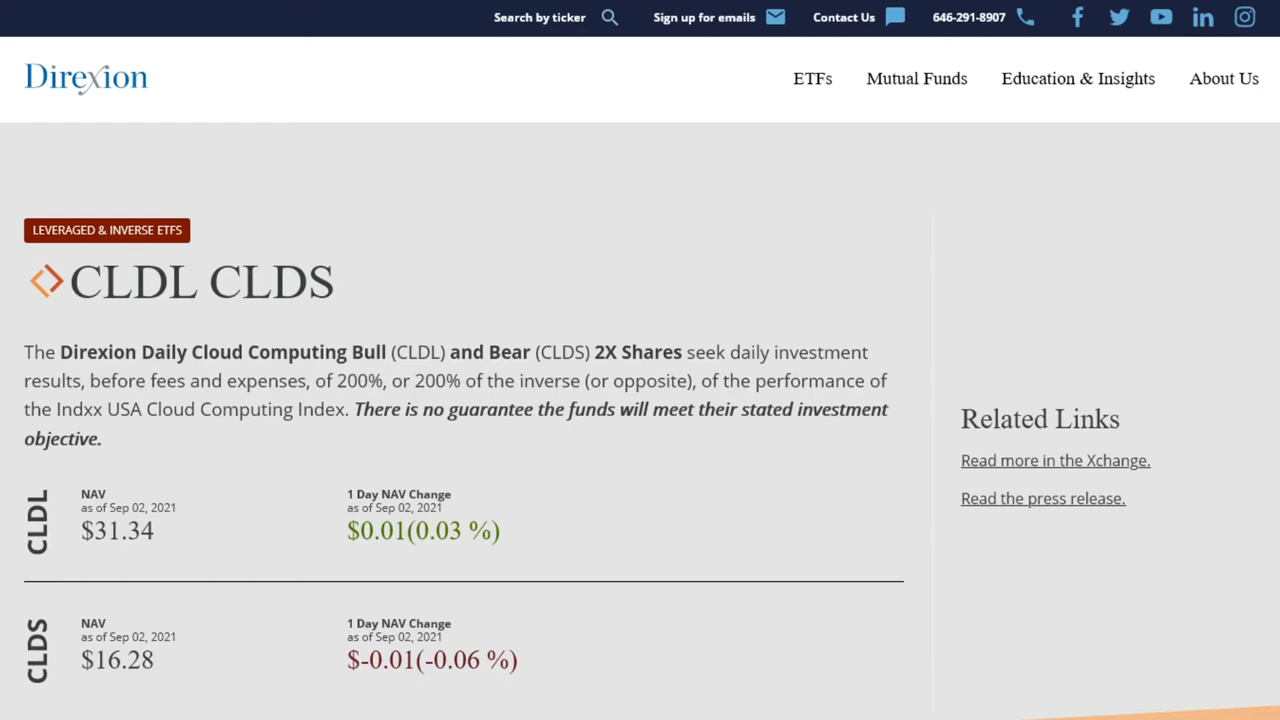 Search by ticker Sign up for emails Contact Us 646-291-8907
Direxion
ETFs Mutual Funds Education & Insights About Us
LEVERAGED & INVERSE ETFS
CLDL CLDS
The Direxion Daily Cloud Computing Bull (CLDL) and Bear (CLDS) 2X Shares seek daily investment
results, before fees and expenses, of 200%, or 200% of the inverse (or opposite), of the performance of
the Indxx USA Cloud Computing Index. There is no guarantee the funds will meet their stated investment
objective.
Related Links
Read more in the Xchange.
Read the press release.
CLDL
NAV
as of Sep 02, 2021
$31.34
1 Day NAV Change
as of Sep 02, 2021
$0.01(0.03 %)
CLDS
NAV
as of Sep 02, 2021
$16.28
1 Day NAV Change
as of Sep 02, 2021
$-0.01(-0.06 %)